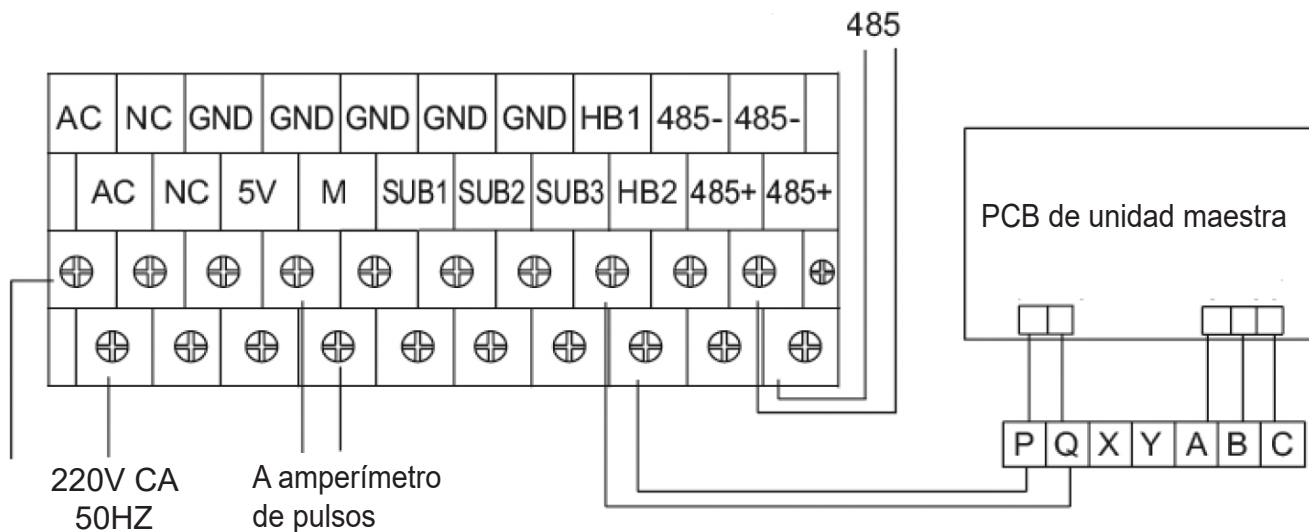 485
AC NC GND GND GND GND GND HB1 485- 485-
AC NC 5V M SUB1 SUB2 SUB3 HB2 485+ 485+
PCB de unidad maestra
P Q X Y A B C
220V CA
50HZ
A amperímetro
de pulsos